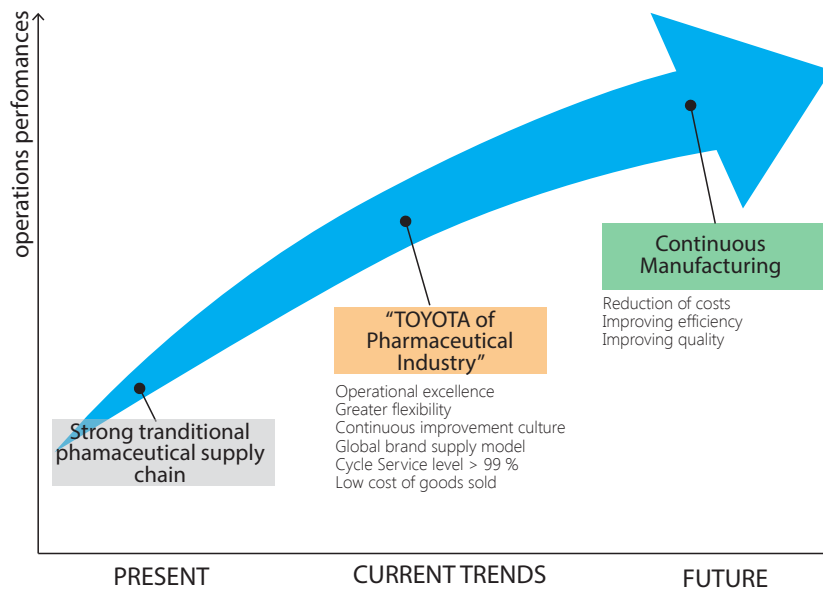 operations perfomances
Strong tranditional
phamaceutical supply
chain
“TOYOTA of
Pharmaceutical
Industry”
Operational excellence
Greater flexibility
Continuous improvement culture
Global brand supply model
Cycle Service level > 99 %
Low cost of goods sold
Continuous
Manufacturing
Reduction of costs
Improving efficiency
Improving quality
PRESENT
CURRENT TRENDS
FUTURE